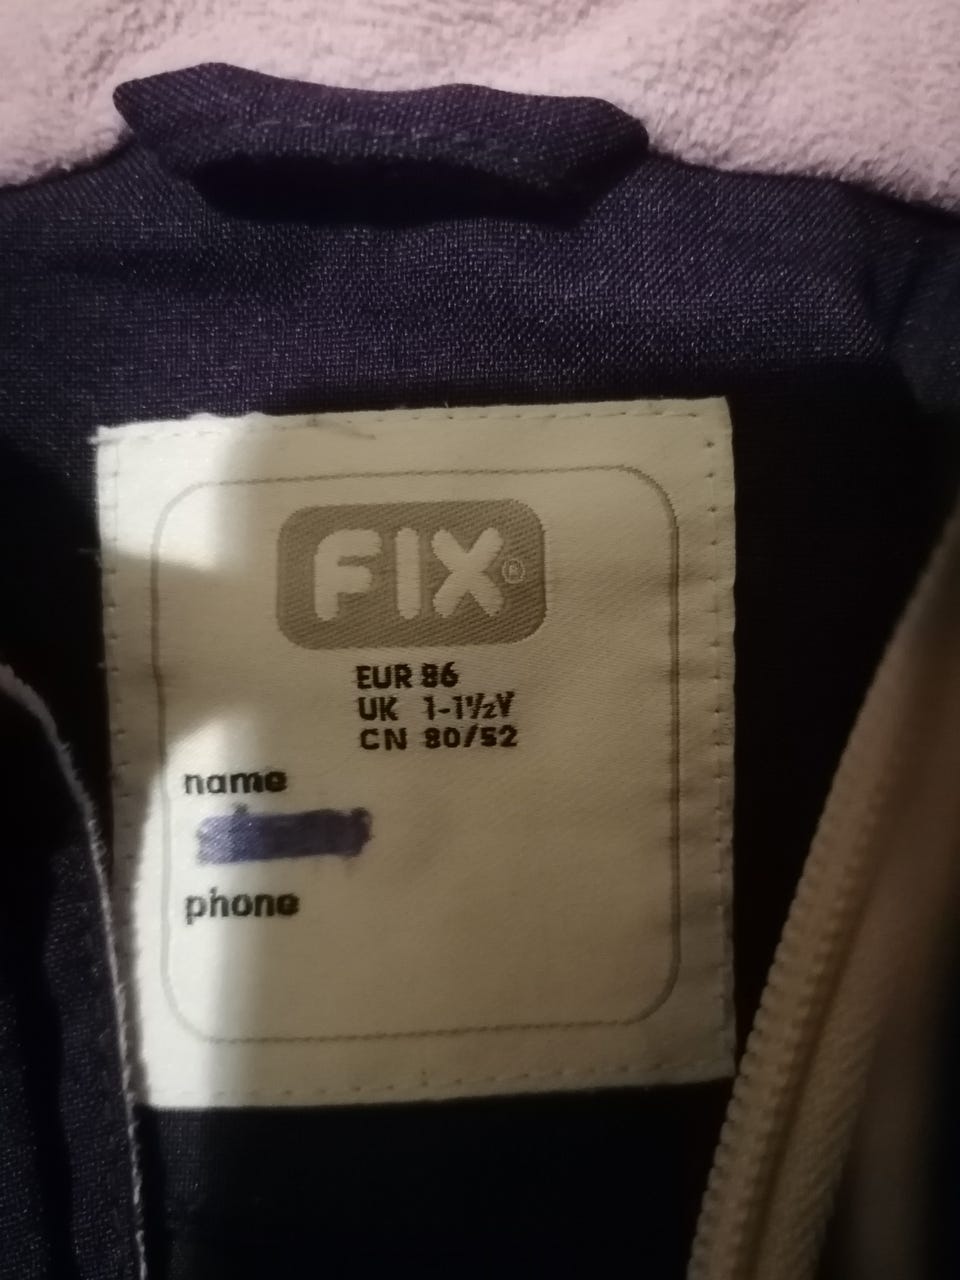 FIX®
EUR 86
UK 1-1½Y
CN 80/52
name
phone